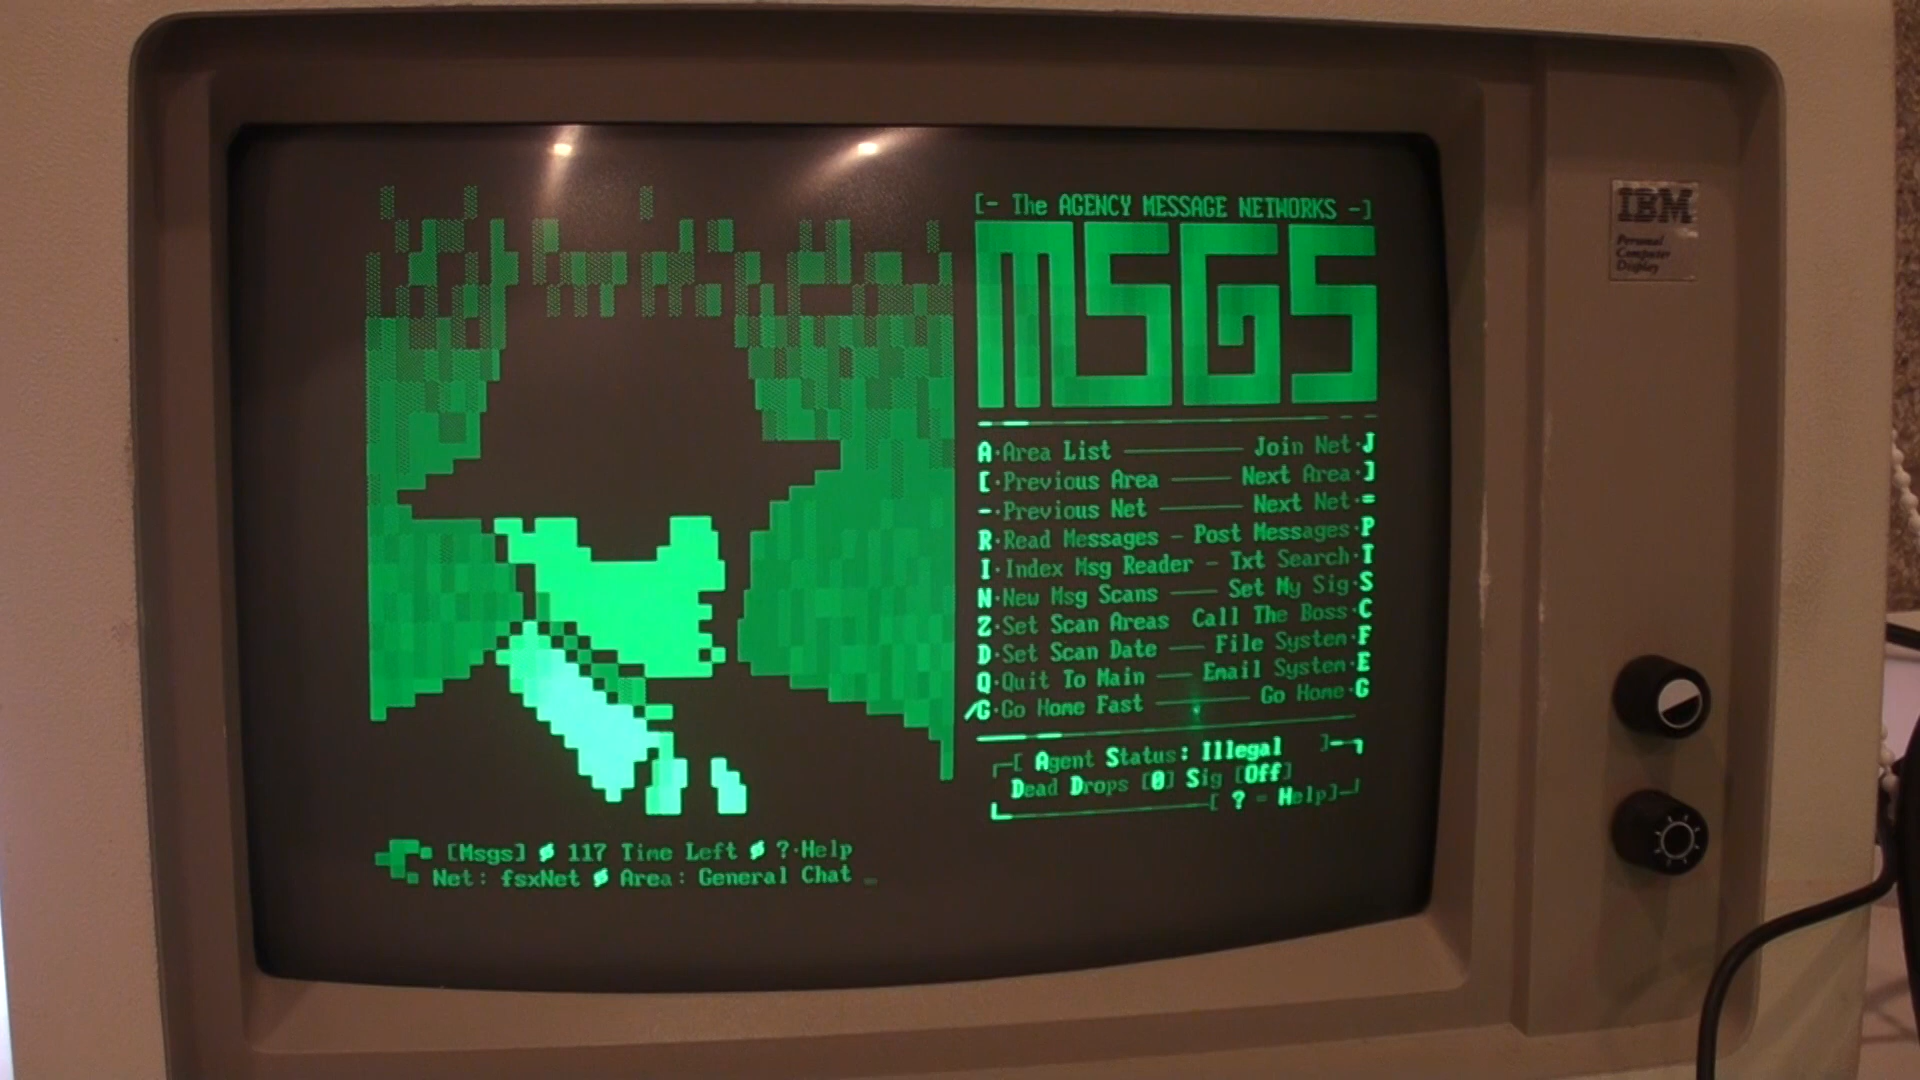 [- The AGENCY MESSAGE NETWORKS -]
MSGS
A·Area List ——— Join Net·J
[·Previous Area —— Next Area·]
-·Previous Net —— Next Net·=
R·Read Messages - Post Messages·P
I·Index Msg Reader - Txt Search·T
N·New Msg Scans —— Set My Sig·S
Z·Set Scan Areas Call The Boss·C
D·Set Scan Date —— File System·F
Q·Quit To Main —— Email System·E
/G·Go Home Fast ——— Go Home·G
[ Agent Status: Illegal ]
Dead Drops [0] Sig [Off]
[ ? = Help]
[Msgs] 117 Time Left ?·Help
Net: fsxNet Area: General Chat _
IBM
Personal
Computer
Display